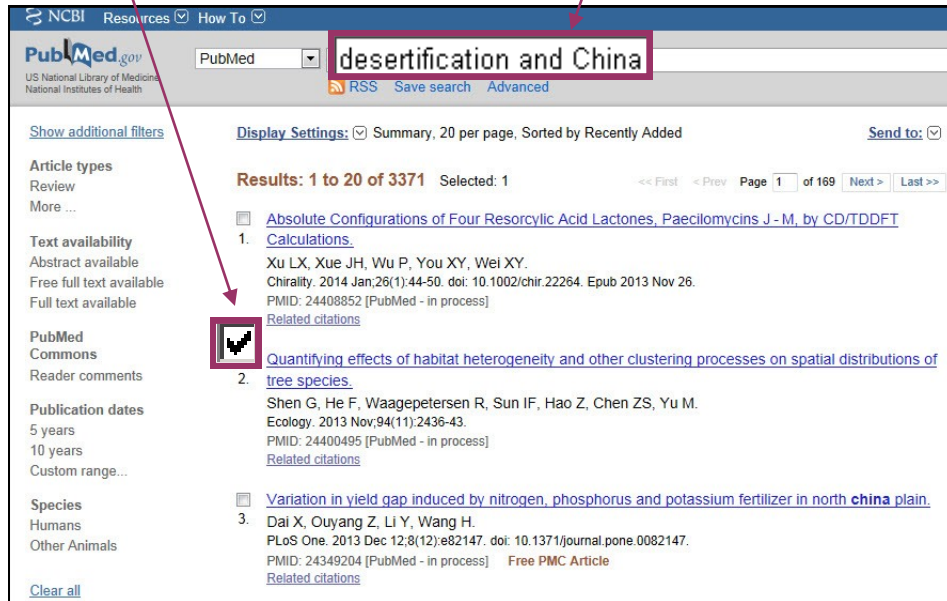 NCBI Resources How To
PubMed.gov
US National Library of Medicine
National Institutes of Health
PubMed
desertification and China
RSS Save search Advanced
Show additional filters
Article types
Review
More ...
Text availability
Abstract available
Free full text available
Full text available
PubMed
Commons
Reader comments
Publication dates
5 years
10 years
Custom range...
Species
Humans
Other Animals
Clear all
Display Settings: Summary, 20 per page, Sorted by Recently Added Send to:
Results: 1 to 20 of 3371 Selected: 1 << First < Prev Page 1 of 169 Next > Last >>
Absolute Configurations of Four Resorcylic Acid Lactones, Paecilomycins J - M, by CD/TDDFT
1. Calculations.
Xu LX, Xue JH, Wu P, You XY, Wei XY.
Chirality. 2014 Jan;26(1):44-50. doi: 10.1002/chir.22264. Epub 2013 Nov 26.
PMID: 24408852 [PubMed - in process]
Related citations
Quantifying effects of habitat heterogeneity and other clustering processes on spatial distributions of
2. tree species.
Shen G, He F, Waagepetersen R, Sun IF, Hao Z, Chen ZS, Yu M.
Ecology. 2013 Nov;94(11):2436-43.
PMID: 24400495 [PubMed - in process]
Related citations
Variation in yield gap induced by nitrogen, phosphorus and potassium fertilizer in north china plain.
3. Dai X, Ouyang Z, Li Y, Wang H.
PLoS One. 2013 Dec 12;8(12):e82147. doi: 10.1371/journal.pone.0082147.
PMID: 24349204 [PubMed - in process] Free PMC Article
Related citations